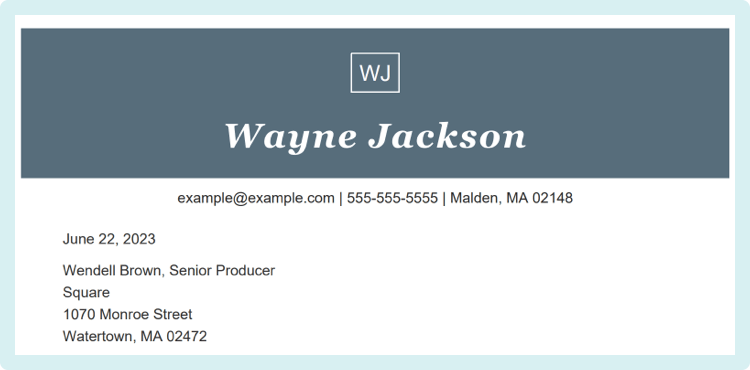 WJ
Wayne Jackson
example@example.com | 555-555-5555 | Malden, MA 02148
June 22, 2023
Wendell Brown, Senior Producer
Square
1070 Monroe Street
Watertown, MA 02472